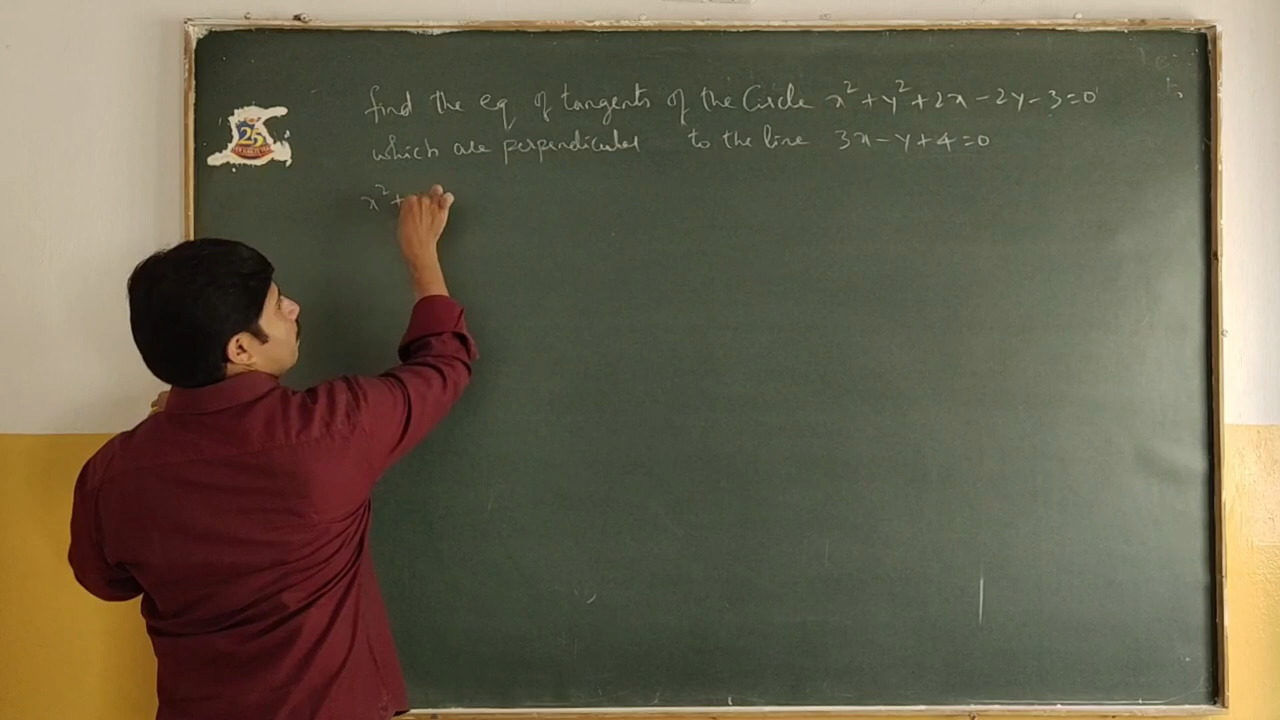 find the eq of tangents of the Circle x² + y² + 2x - 2y - 3 = 0
which are perpendicular to the line 3x - y + 4 = 0
x² +
25